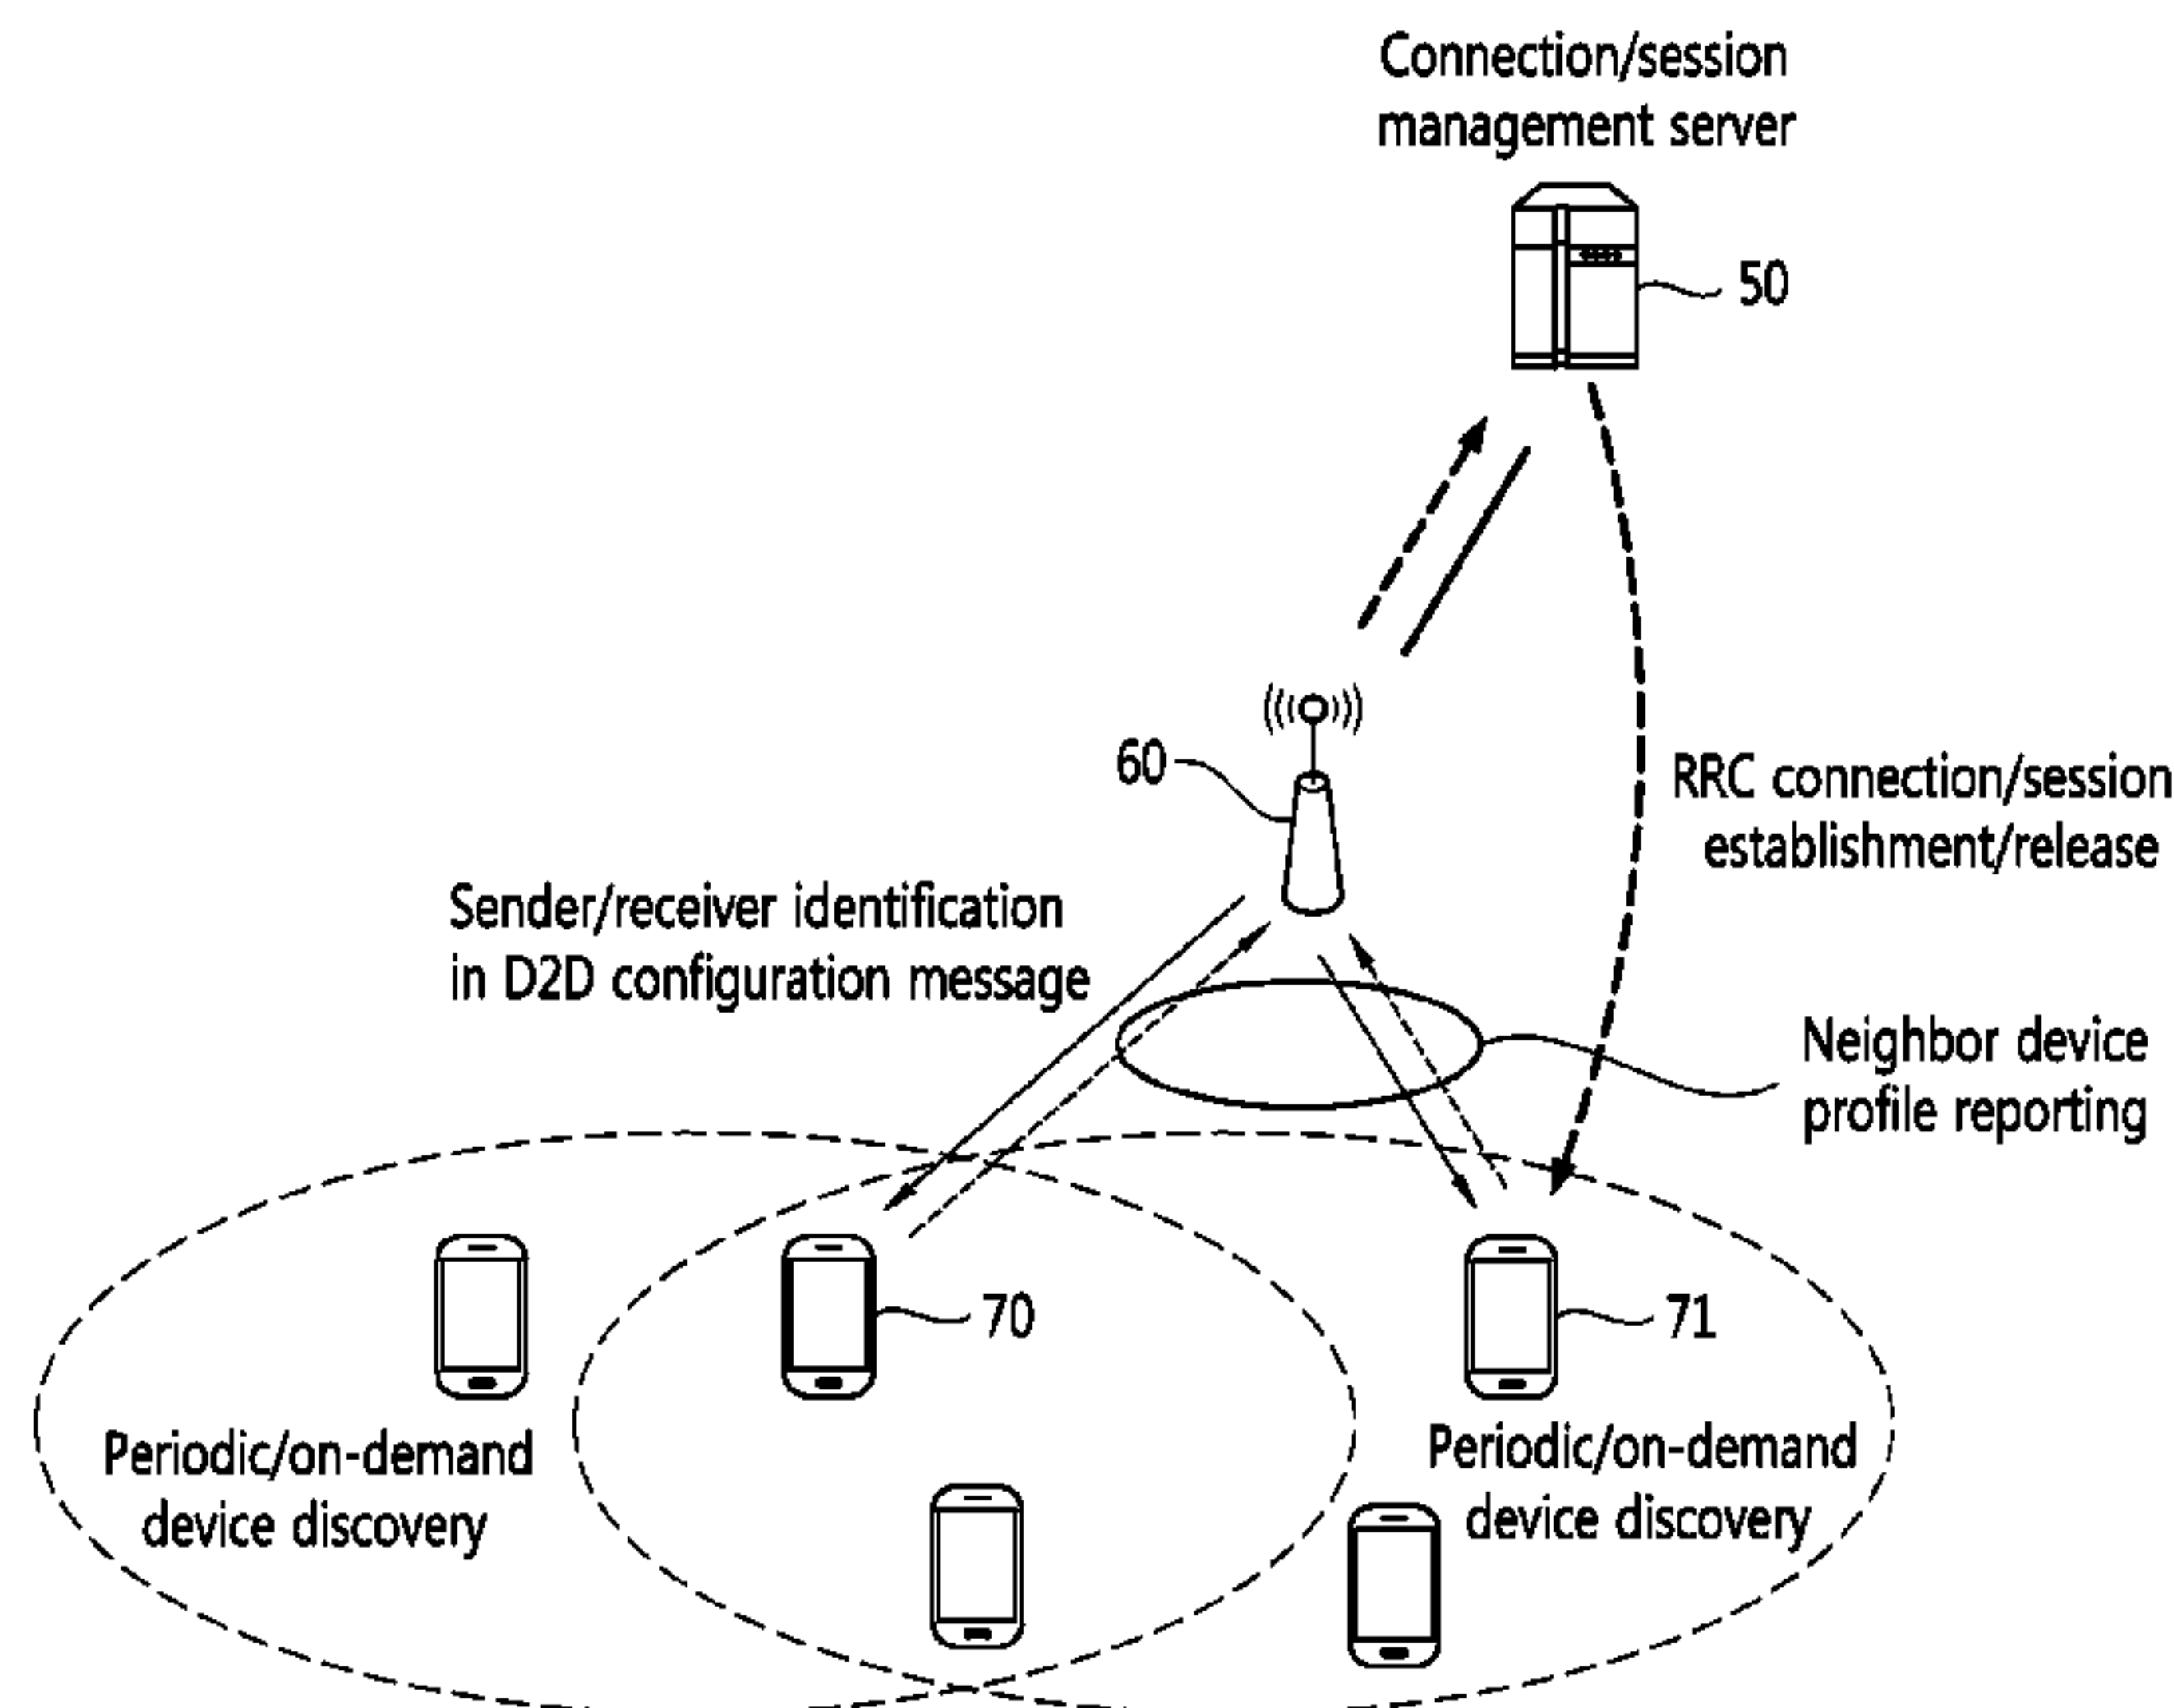 Connection/session
management server
50
60
RRC connection/session
establishment/release
Sender/receiver identification
in D2D configuration message
Neighbor device
profile reporting
70
71
Periodic/on-demand
device discovery
Periodic/on-demand
device discovery